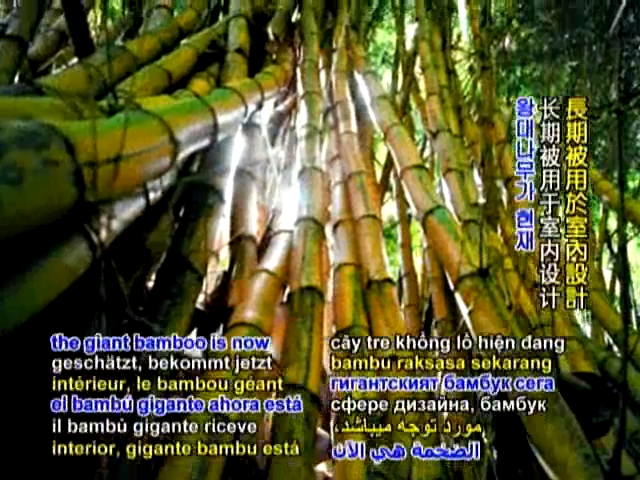 長期被用於室內設計
长期被用于室内设计
왕대나무가 현재
the giant bamboo is now
geschätzt, bekommt jetzt
intérieur, le bambou géant
el bambú gigante ahora está
il bambù gigante riceve
interior, gigante bambu está
cây tre khổng lồ hiện đang
bambu raksasa sekarang
гигантският бамбук сега
сфере дизайна, бамбук
مورد توجه میباشد،
الضخمة هي الآن